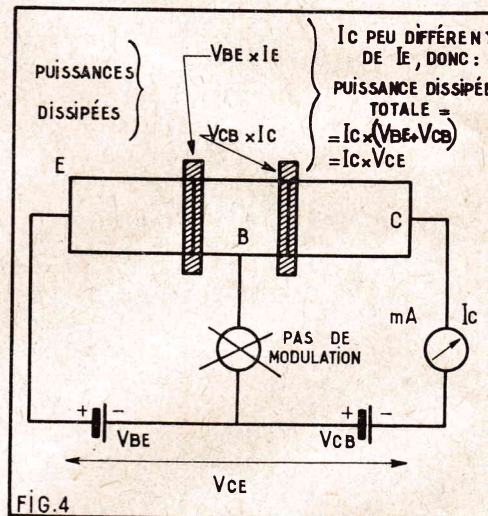 PUISSANCES
DISSIPÉES
VBE x IE
VCB x IC
IC PEU DIFFÉRENT
DE IE, DONC:
PUISSANCE DISSIPÉE
TOTALE =
= IC x (VBE+VCB)
= IC x VCE
E
B
C
PAS DE
MODULATION
mA
IC
+ -
VBE
+ -
VCB
VCE
FIG.4